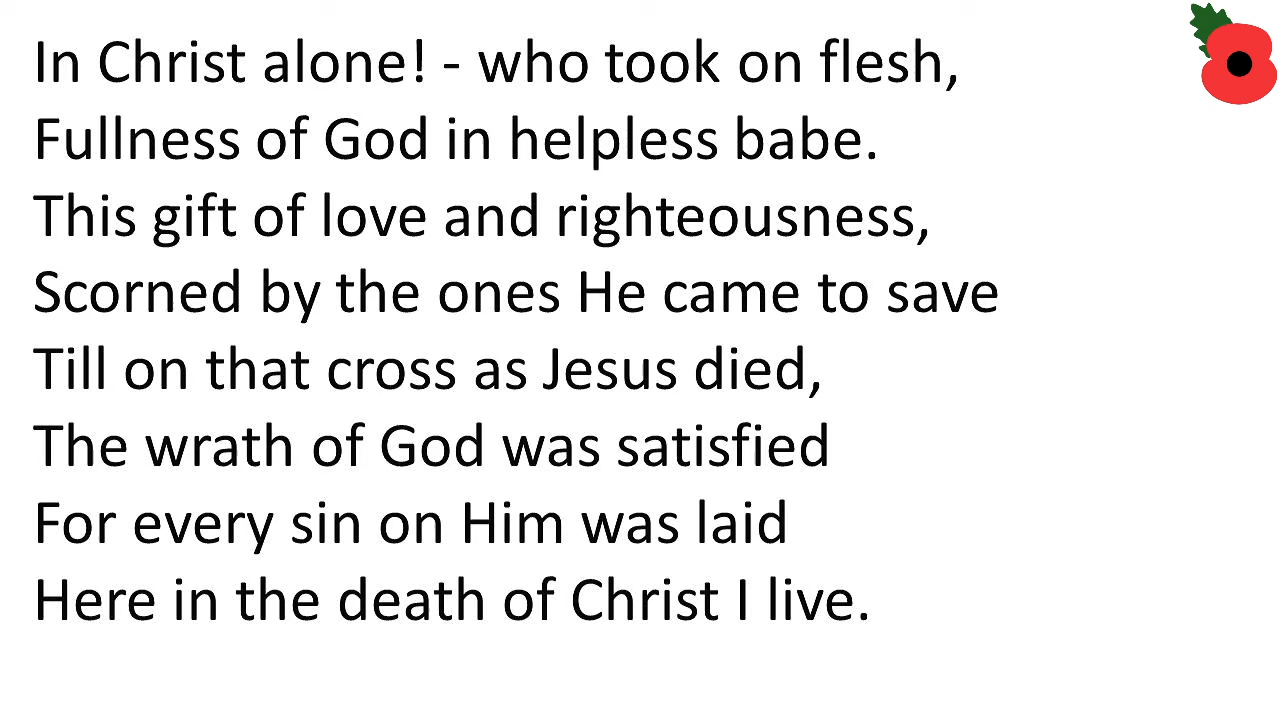 In Christ alone! - who took on flesh,
Fullness of God in helpless babe.
This gift of love and righteousness,
Scorned by the ones He came to save
Till on that cross as Jesus died,
The wrath of God was satisfied
For every sin on Him was laid
Here in the death of Christ I live.